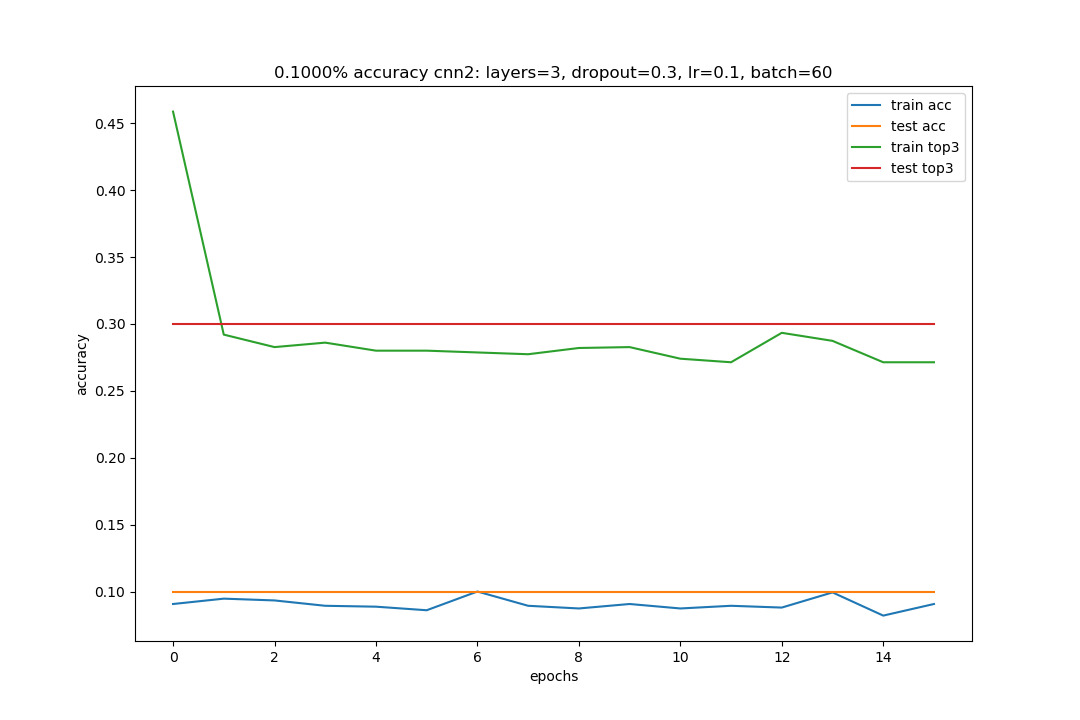 0.1000% accuracy cnn2: layers=3, dropout=0.3, lr=0.1, batch=60
train acc
test acc
train top3
test top3
0.45
0.40
0.35
0.30
0.25
0.20
0.15
0.10
accuracy
0 2 4 6 8 10 12 14
epochs